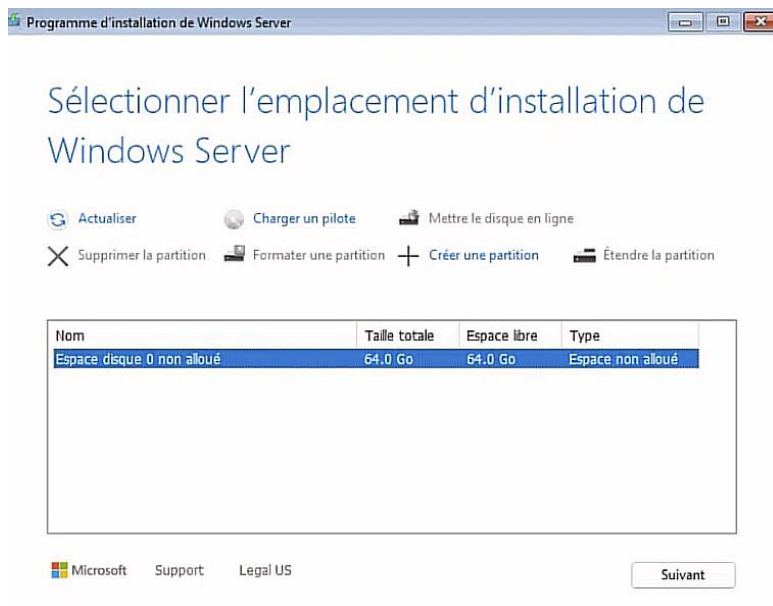 Programme d'installation de Windows Server
Sélectionner l'emplacement d'installation de
Windows Server
Actualiser Charger un pilote Mettre le disque en ligne
Supprimer la partition Formater une partition Créer une partition Étendre la partition
Nom Taille totale Espace libre Type
Espace disque 0 non alloué 64.0 Go 64.0 Go Espace non alloué
Microsoft Support Legal US Suivant